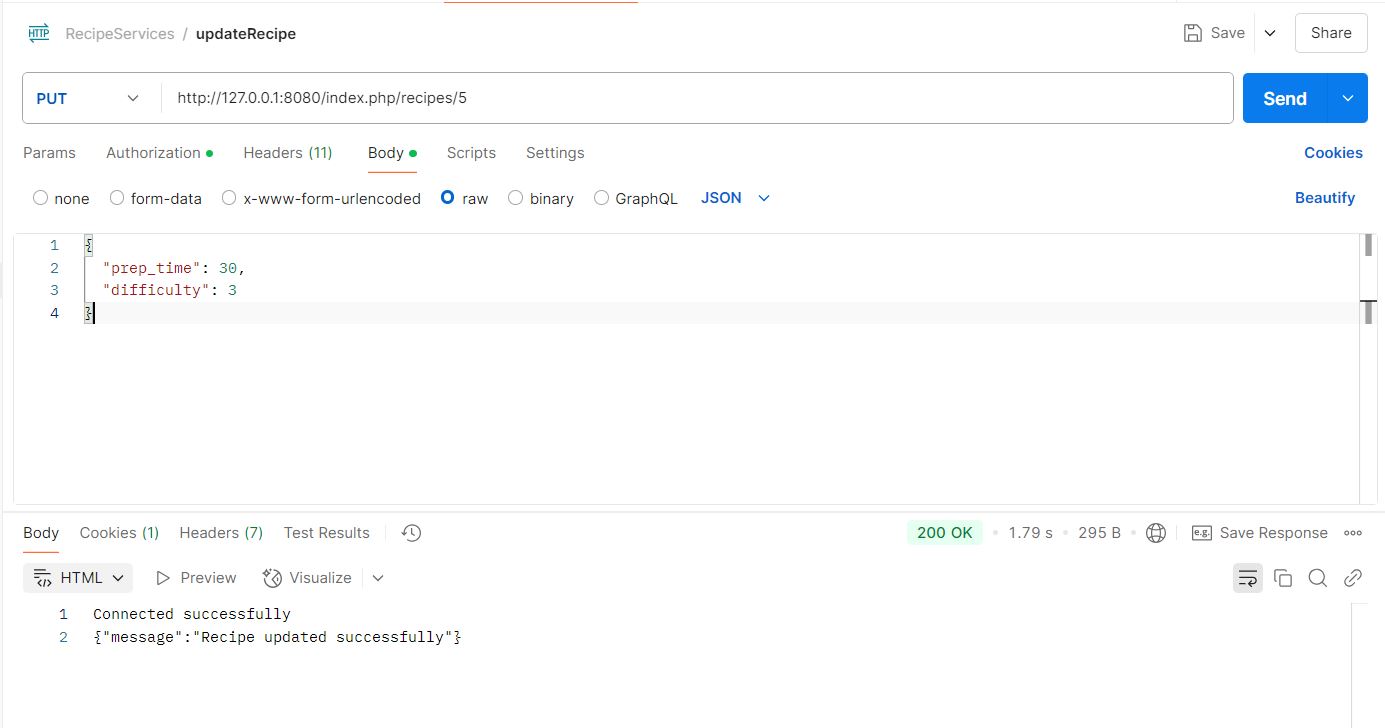 HTTP RecipeServices / updateRecipe Save Share
PUT http://127.0.0.1:8080/index.php/recipes/5 Send
Params Authorization Headers (11) Body Scripts Settings Cookies
none form-data x-www-form-urlencoded raw binary GraphQL JSON Beautify
1 {
2 "prep_time": 30,
3 "difficulty": 3
4 }
Body Cookies (1) Headers (7) Test Results 200 OK 1.79 s 295 B e.g. Save Response
HTML Preview Visualize
1 Connected successfully
2 {"message":"Recipe updated successfully"}